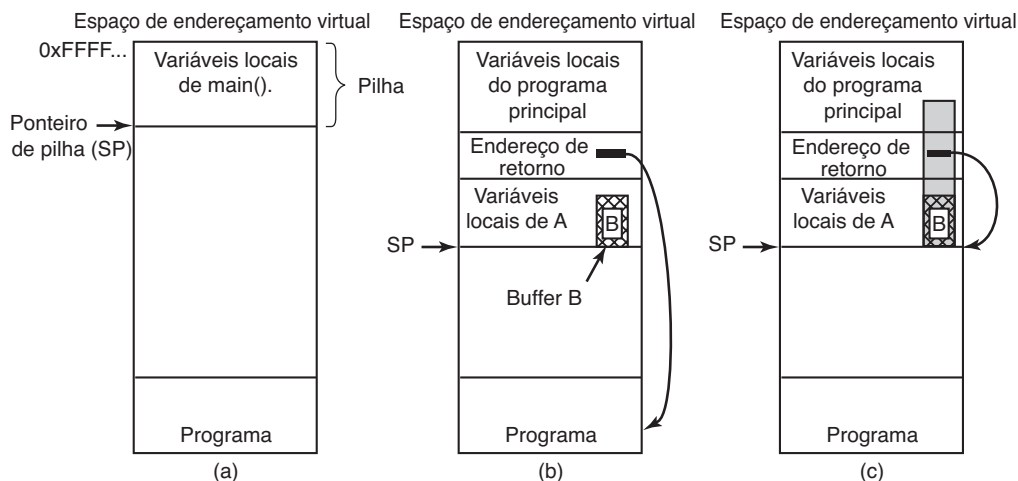 Espaço de endereçamento virtual
0xFFFF...
Variáveis locais
de main().
Pilha
Ponteiro
de pilha (SP)
Programa
(a)
Espaço de endereçamento virtual
Variáveis locais
do programa
principal
Endereço de
retorno
Variáveis
locais de A
B
SP
Buffer B
Programa
(b)
Espaço de endereçamento virtual
Variáveis locais
do programa
principal
Endereço de
retorno
Variáveis
locais de A
B
SP
Programa
(c)